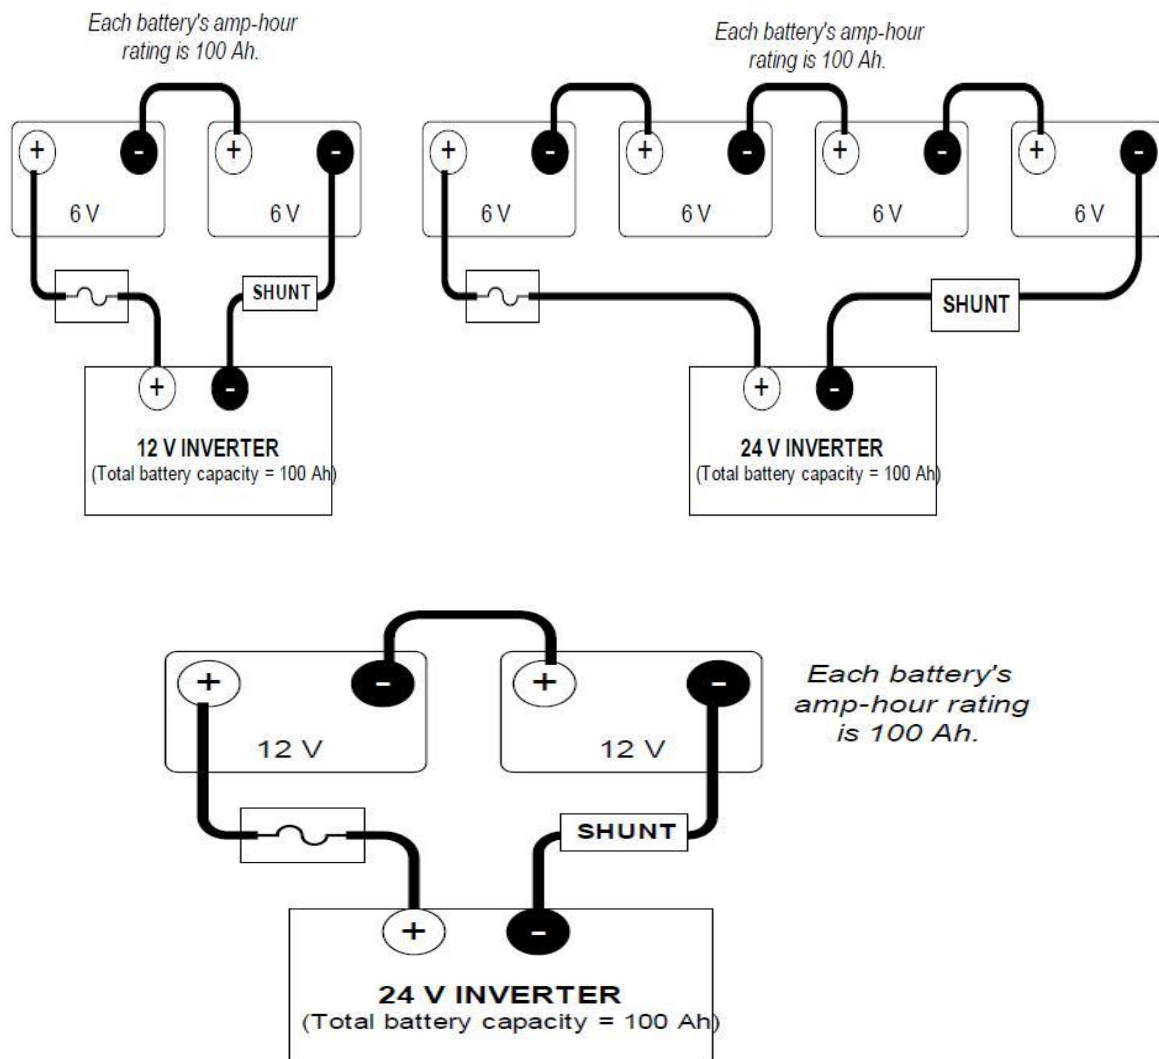 Each battery's amp-hour
rating is 100 Ah.
+ - + -
6 V 6 V
SHUNT
+ -
12 V INVERTER
(Total battery capacity = 100 Ah)
Each battery's amp-hour
rating is 100 Ah.
+ - + - + - + -
6 V 6 V 6 V 6 V
SHUNT
+ -
24 V INVERTER
(Total battery capacity = 100 Ah)
+ - + -
12 V 12 V
Each battery's
amp-hour rating
is 100 Ah.
SHUNT
+ -
24 V INVERTER
(Total battery capacity = 100 Ah)